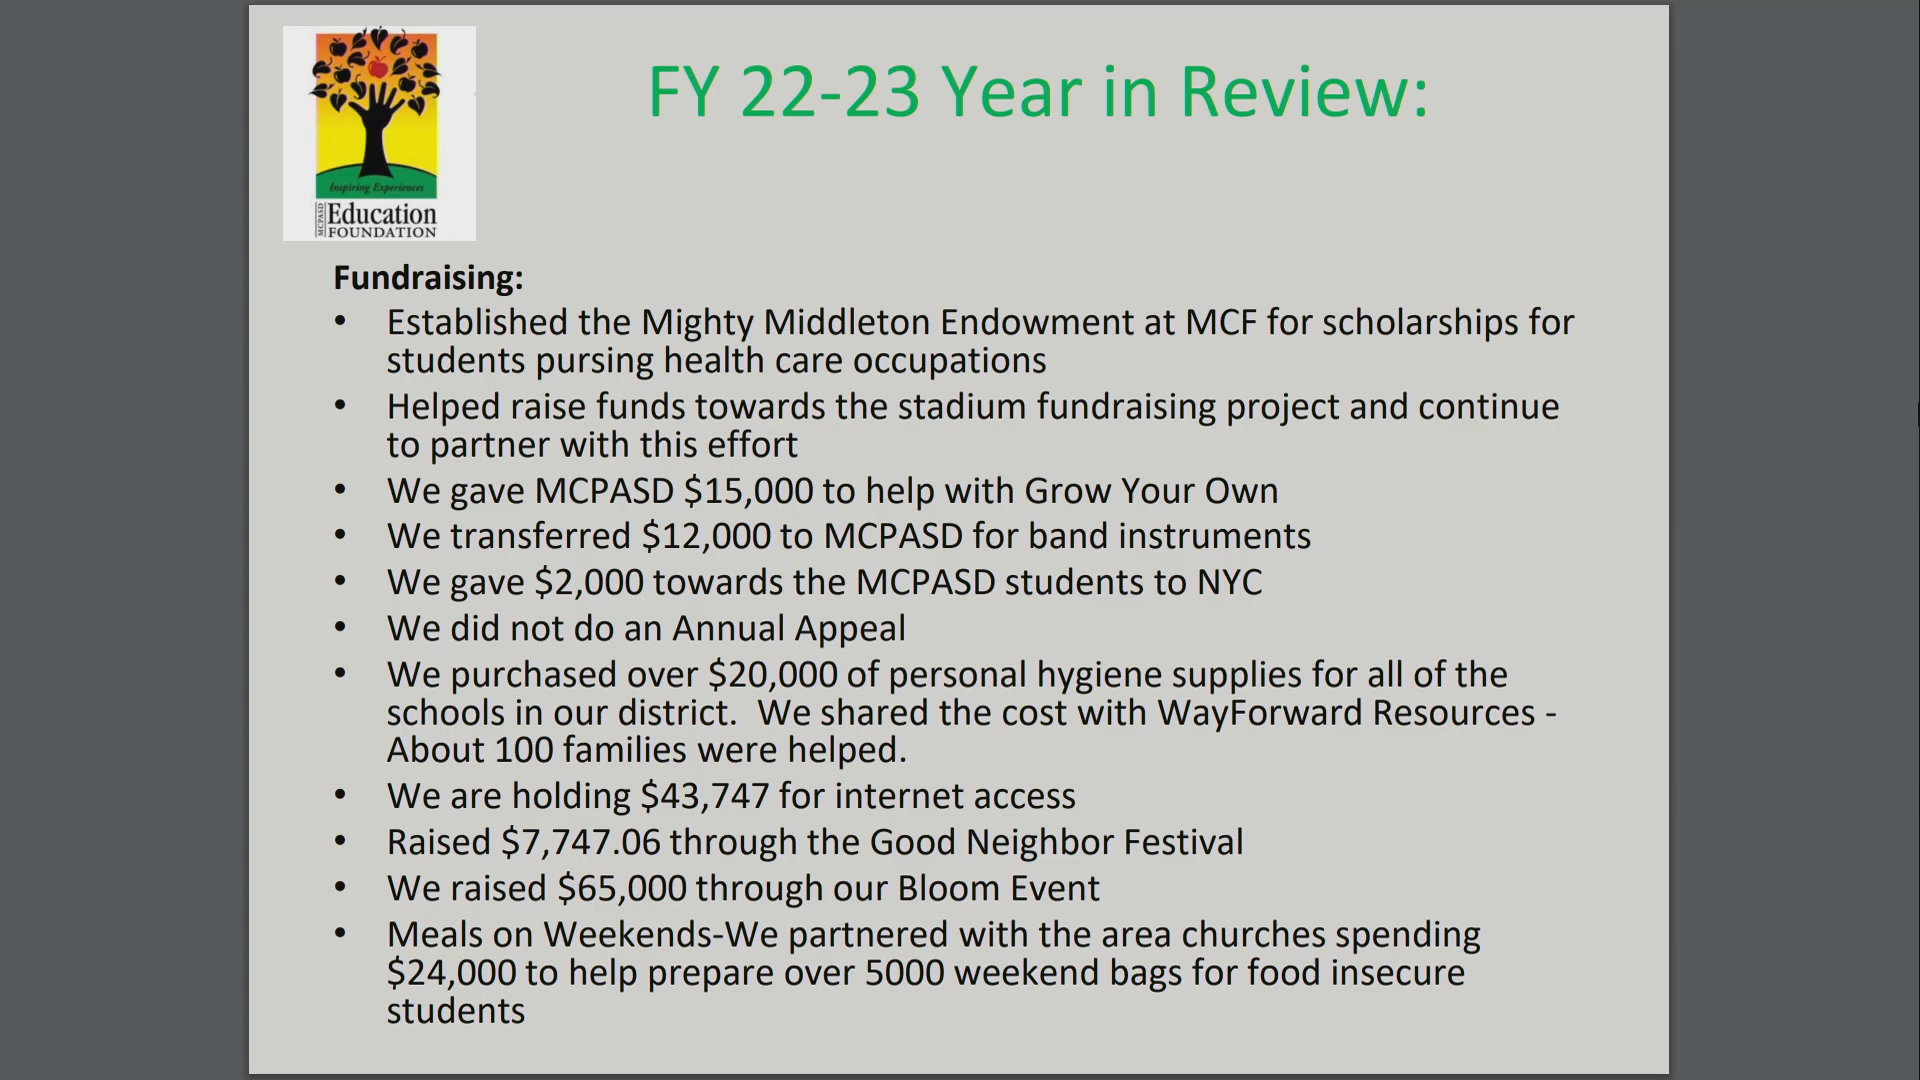 Inspiring Experiences
MCPASD
Education
FOUNDATION
FY 22-23 Year in Review:
Fundraising:
• Established the Mighty Middleton Endowment at MCF for scholarships for
students pursing health care occupations
• Helped raise funds towards the stadium fundraising project and continue
to partner with this effort
• We gave MCPASD $15,000 to help with Grow Your Own
• We transferred $12,000 to MCPASD for band instruments
• We gave $2,000 towards the MCPASD students to NYC
• We did not do an Annual Appeal
• We purchased over $20,000 of personal hygiene supplies for all of the
schools in our district.  We shared the cost with WayForward Resources -
About 100 families were helped.
• We are holding $43,747 for internet access
• Raised $7,747.06 through the Good Neighbor Festival
• We raised $65,000 through our Bloom Event
• Meals on Weekends-We partnered with the area churches spending
$24,000 to help prepare over 5000 weekend bags for food insecure
students